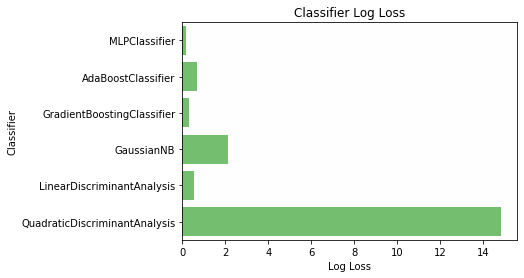 Classifier Log Loss
Classifier
MLPClassifier
AdaBoostClassifier
GradientBoostingClassifier
GaussianNB
LinearDiscriminantAnalysis
QuadraticDiscriminantAnalysis
0 2 4 6 8 10 12 14
Log Loss